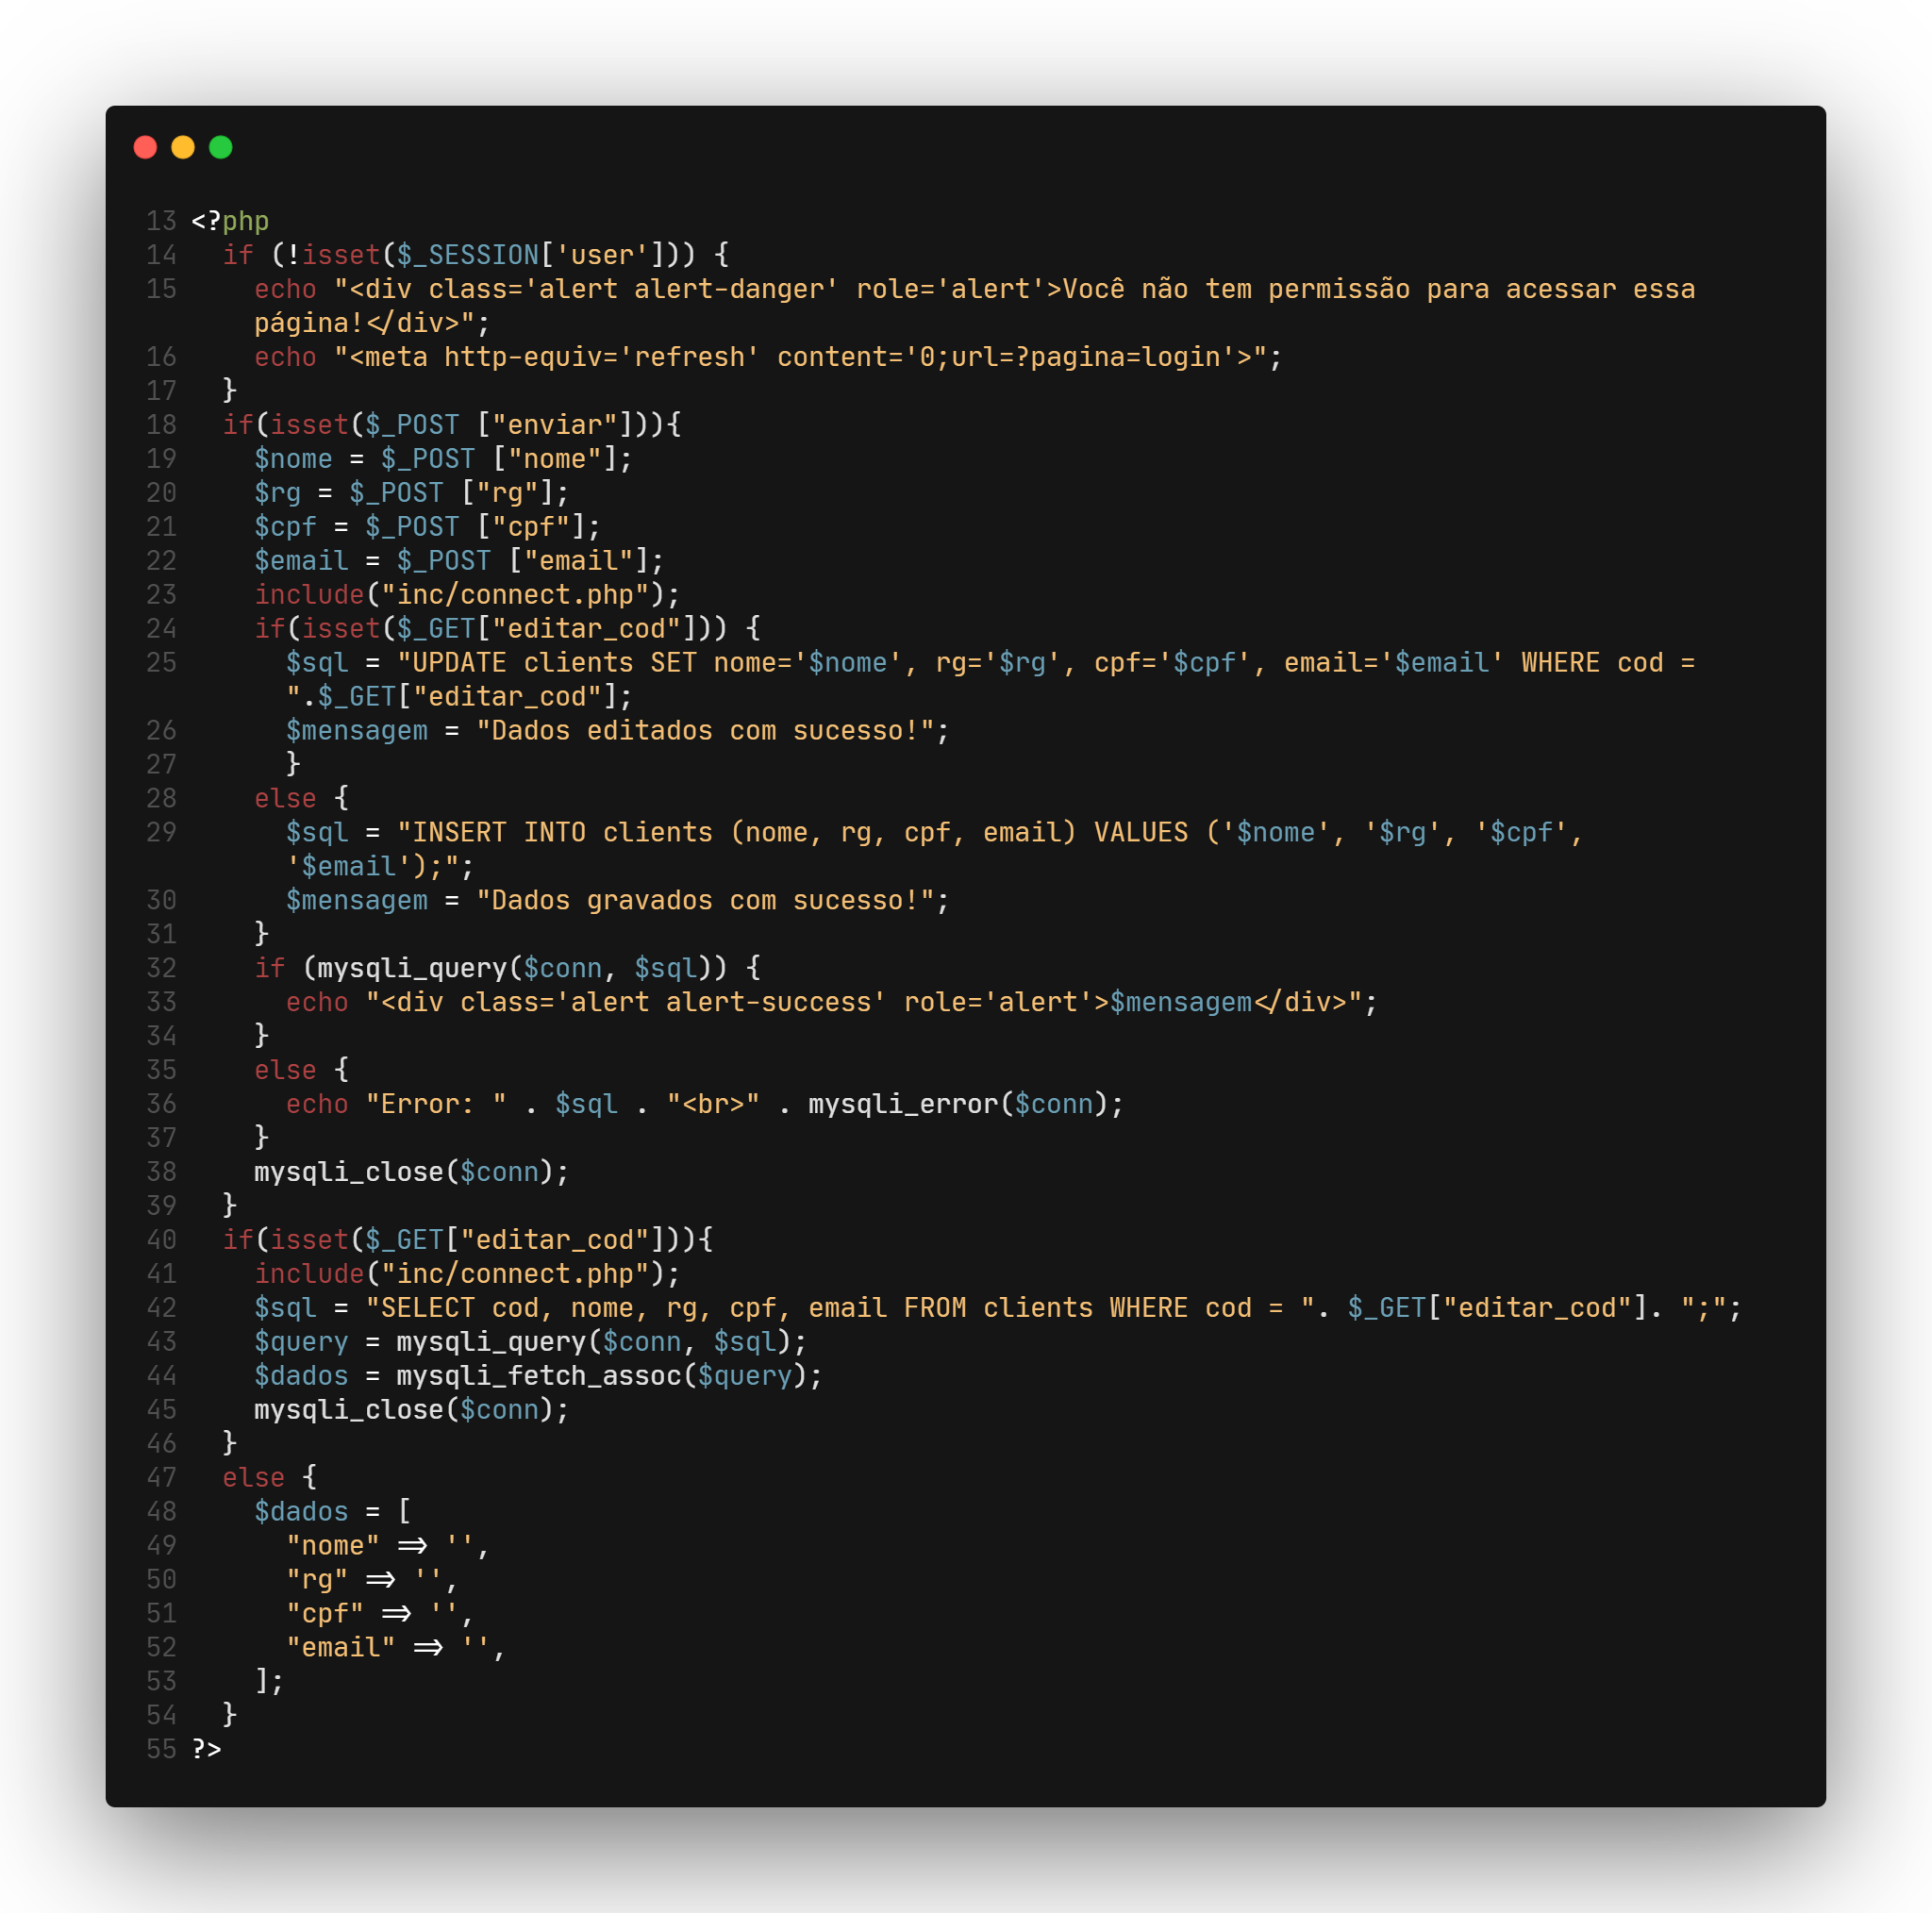 13 <?php
14   if (!isset($_SESSION['user'])) {
15     echo "<div class='alert alert-danger' role='alert'>Você não tem permissão para acessar essa
       página!</div>";
16     echo "<meta http-equiv='refresh' content='0;url=?pagina=login'>";
17   }
18   if(isset($_POST ["enviar"])){
19     $nome = $_POST ["nome"];
20     $rg = $_POST ["rg"];
21     $cpf = $_POST ["cpf"];
22     $email = $_POST ["email"];
23     include("inc/connect.php");
24     if(isset($_GET["editar_cod"])) {
25       $sql = "UPDATE clients SET nome='$nome', rg='$rg', cpf='$cpf', email='$email' WHERE cod =
         ".$_GET["editar_cod"];
26       $mensagem = "Dados editados com sucesso!";
27       }
28     else {
29       $sql = "INSERT INTO clients (nome, rg, cpf, email) VALUES ('$nome', '$rg', '$cpf',
         '$email');";
30       $mensagem = "Dados gravados com sucesso!";
31     }
32     if (mysqli_query($conn, $sql)) {
33       echo "<div class='alert alert-success' role='alert'>$mensagem</div>";
34     }
35     else {
36       echo "Error: " . $sql . "<br>" . mysqli_error($conn);
37     }
38     mysqli_close($conn);
39   }
40   if(isset($_GET["editar_cod"])){
41     include("inc/connect.php");
42     $sql = "SELECT cod, nome, rg, cpf, email FROM clients WHERE cod = ". $_GET["editar_cod"]. ";";
43     $query = mysqli_query($conn, $sql);
44     $dados = mysqli_fetch_assoc($query);
45     mysqli_close($conn);
46   }
47   else {
48     $dados = [
49       "nome" => '',
50       "rg" => '',
51       "cpf" => '',
52       "email" => '',
53     ];
54   }
55 ?>